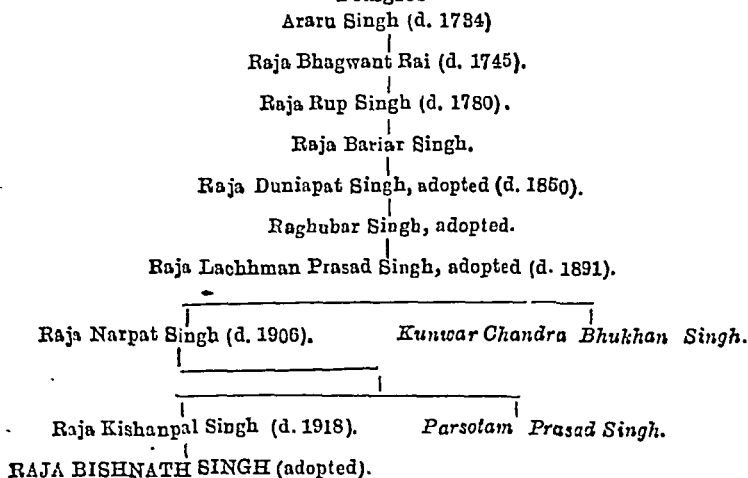 Araru Singh (d. 1734)
Raja Bhagwant Rai (d. 1745).
Raja Rup Singh (d. 1780).
Raja Bariar Singh.
Raja Duniapat Singh, adopted (d. 1850).
Raghubar Singh, adopted.
Raja Lachhman Prasad Singh, adopted (d. 1891).
Raja Narpat Singh (d. 1906). Kunwar Chandra Bhukhan Singh.
Raja Kishanpal Singh (d. 1918). Parsotam Prasad Singh.
RAJA BISHNATH SINGH (adopted).